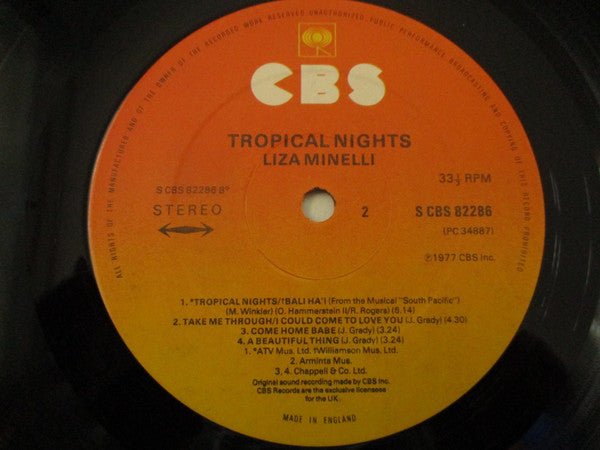 ALL RIGHTS OF THE MANUFACTURER AND OF THE OWNER OF THE RECORDED WORK RESERVED UNAUTHORIZED PUBLIC PERFORMANCE BROADCASTING AND COPYING OF THIS RECORD PROHIBITED
CBS
TROPICAL NIGHTS
LIZA MINELLI
33⅓ RPM
S CBS 82286 B°
STEREO
2
S CBS 82286
(PC 34887)
℗1977 CBS Inc.
1. *TROPICAL NIGHTS/†BALI HA'I (From the Musical "South Pacific")
(M. Winkler) (O. Hammerstein II/R. Rogers) (6.14)
2. TAKE ME THROUGH/I COULD COME TO LOVE YOU (J. Grady) (4.30)
3. COME HOME BABE (J. Grady) (3.24)
4. A BEAUTIFUL THING (J. Grady) (3.24)
1. *ATV Mus. Ltd. †Williamson Mus. Ltd.
2. Arminta Mus.
3, 4. Chappell & Co. Ltd.
Original sound recording made by CBS Inc.
CBS Records are the exclusive licensees
for the UK.
MADE IN ENGLAND